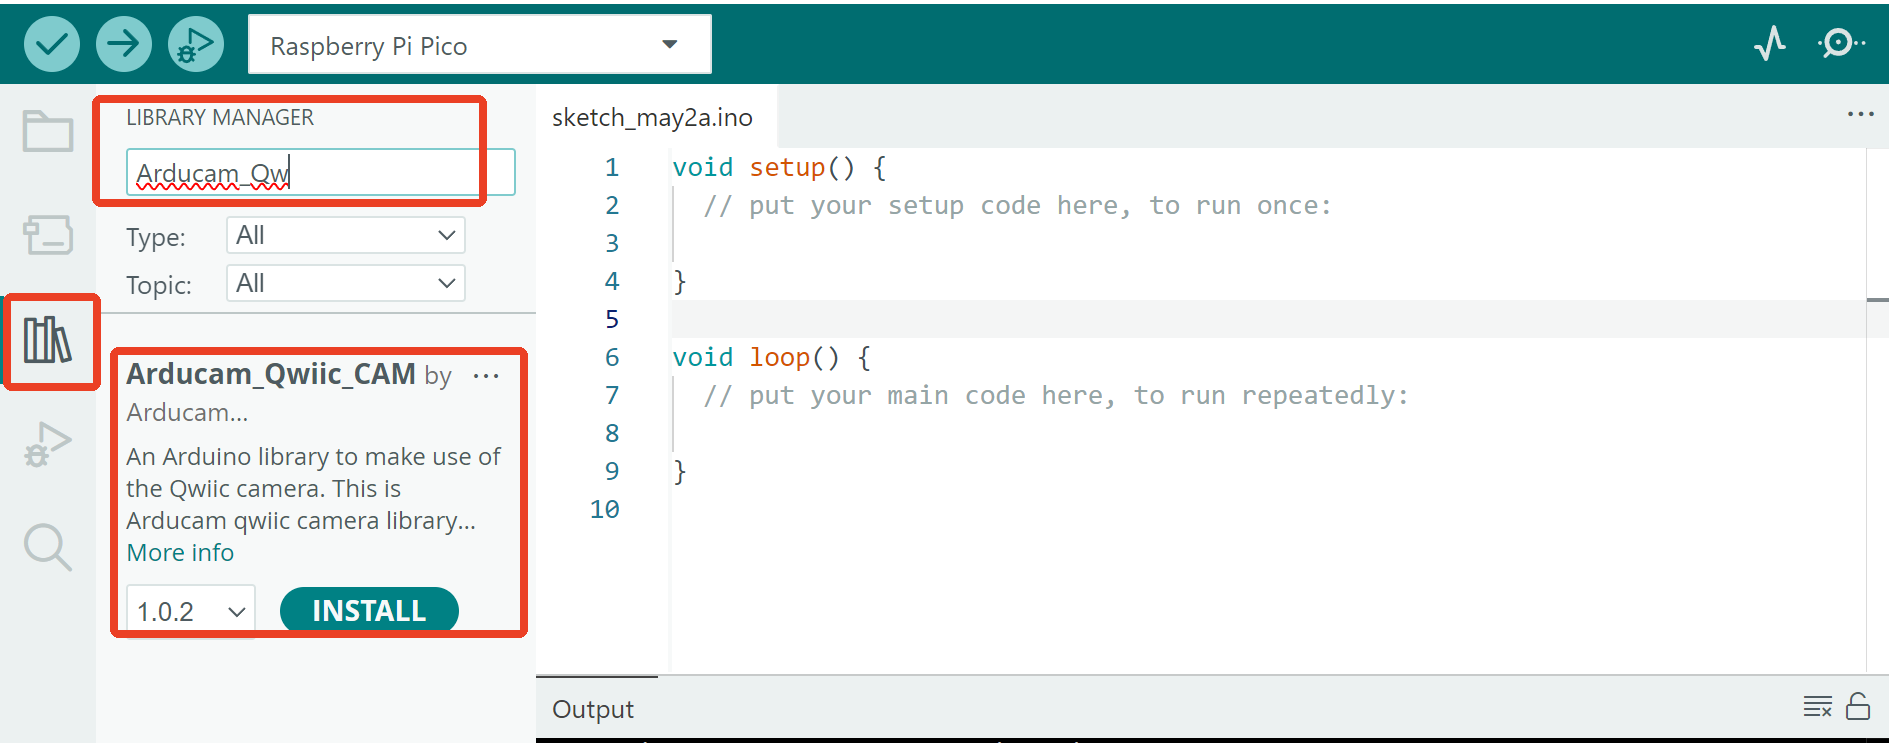 Raspberry Pi Pico
LIBRARY MANAGER
Arducam_Qw
Type: All
Topic: All
Arducam_Qwiic_CAM by ...
Arducam...
An Arduino library to make use of
the Qwiic camera. This is
Arducam qwiic camera library...
More info
1.0.2 INSTALL
sketch_may2a.ino
1 void setup() {
2 // put your setup code here, to run once:
3
4 }
5
6 void loop() {
7 // put your main code here, to run repeatedly:
8
9 }
10
Output